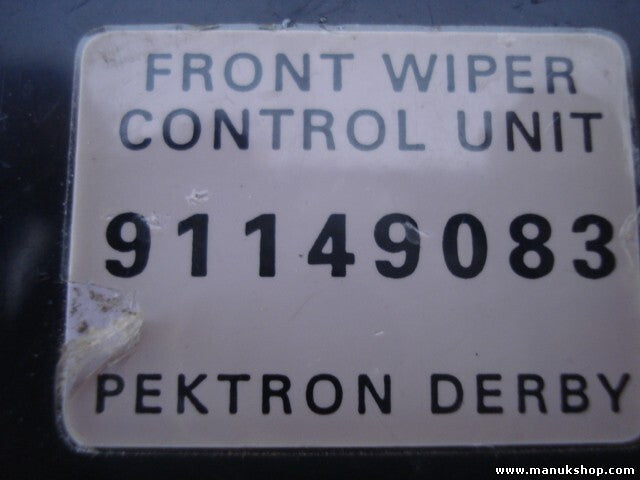 FRONT WIPER
CONTROL UNIT
91149083
PEKTRON DERBY
www.manukshop.com